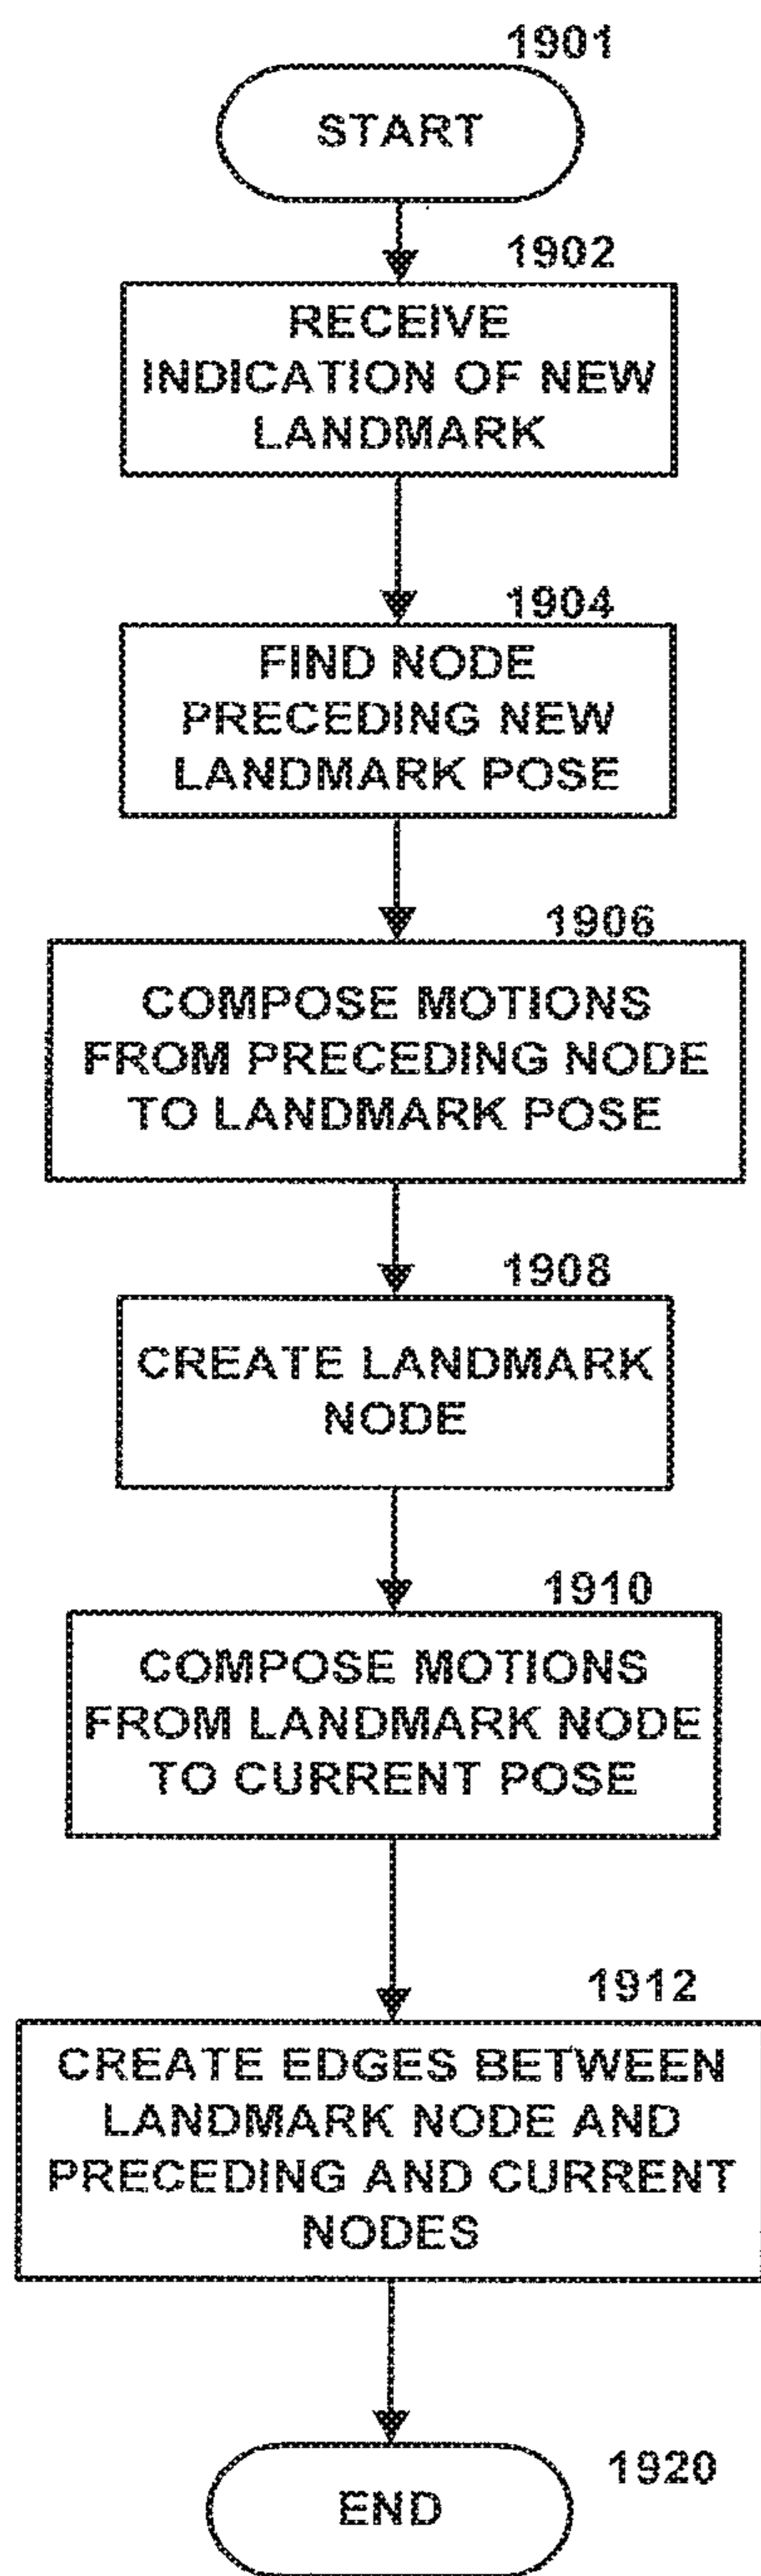 1901
START
1902
RECEIVE
INDICATION OF NEW
LANDMARK
1904
FIND NODE
PRECEDING NEW
LANDMARK POSE
1906
COMPOSE MOTIONS
FROM PRECEDING NODE
TO LANDMARK POSE
1908
CREATE LANDMARK
NODE
1910
COMPOSE MOTIONS
FROM LANDMARK NODE
TO CURRENT POSE
1912
CREATE EDGES BETWEEN
LANDMARK NODE AND
PRECEDING AND CURRENT
NODES
1920
END